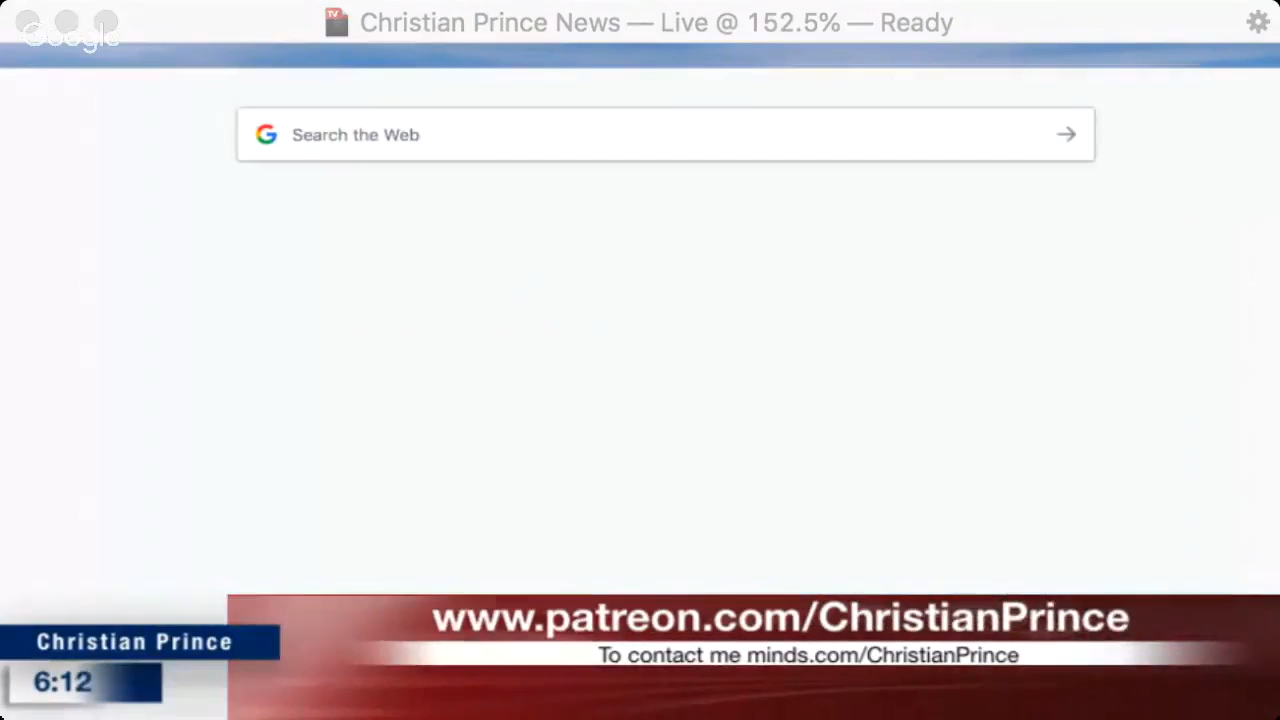 Google
TV
Christian Prince News — Live @ 152.5% — Ready
G Search the Web
www.patreon.com/ChristianPrince
To contact me minds.com/ChristianPrince
Christian Prince
6:12